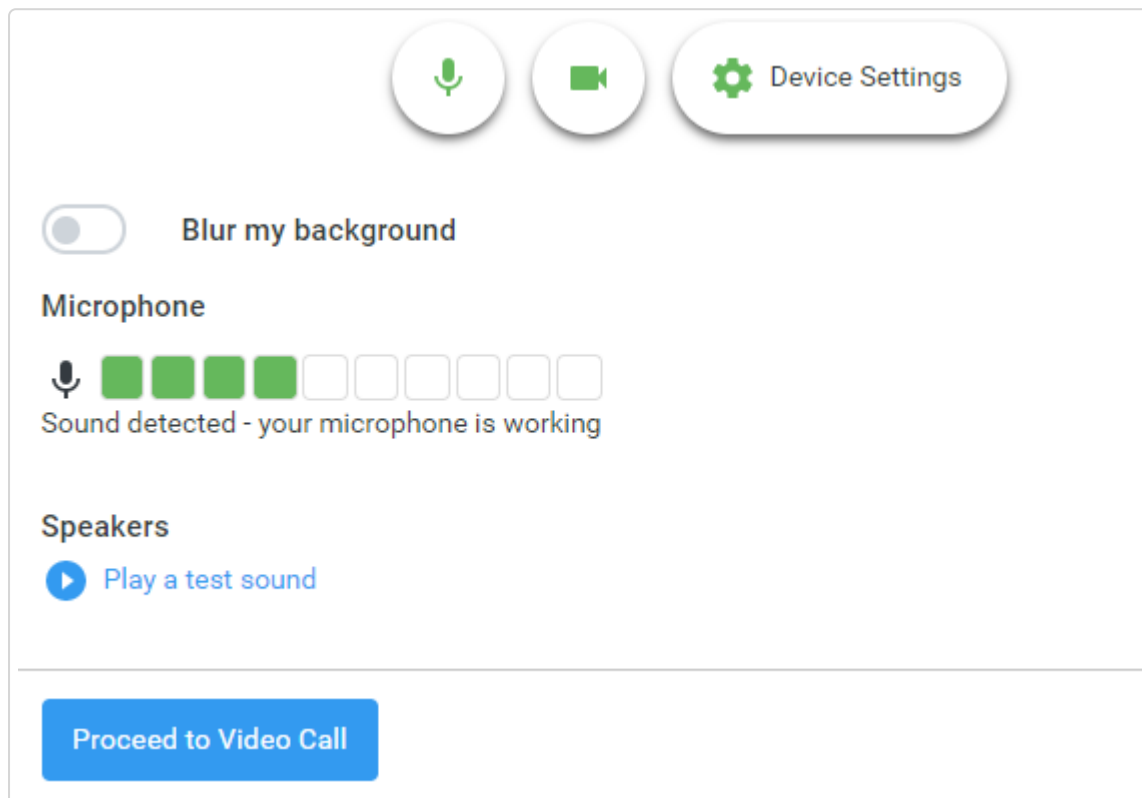 Device Settings
Blur my background
Microphone
Sound detected - your microphone is working
Speakers
Play a test sound
Proceed to Video Call